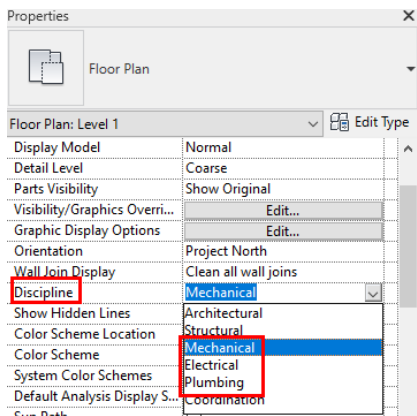 Properties ×
Floor Plan
Floor Plan: Level 1 Edit Type
Display Model Normal
Detail Level Coarse
Parts Visibility Show Original
Visibility/Graphics Overri... Edit...
Graphic Display Options Edit...
Orientation Project North
Wall Join Display Clean all wall joins
Discipline Mechanical
Show Hidden Lines Architectural
Color Scheme Location Structural
Color Scheme Mechanical
System Color Schemes Electrical
Plumbing
Default Analysis Display S... Coordination
Sun Path